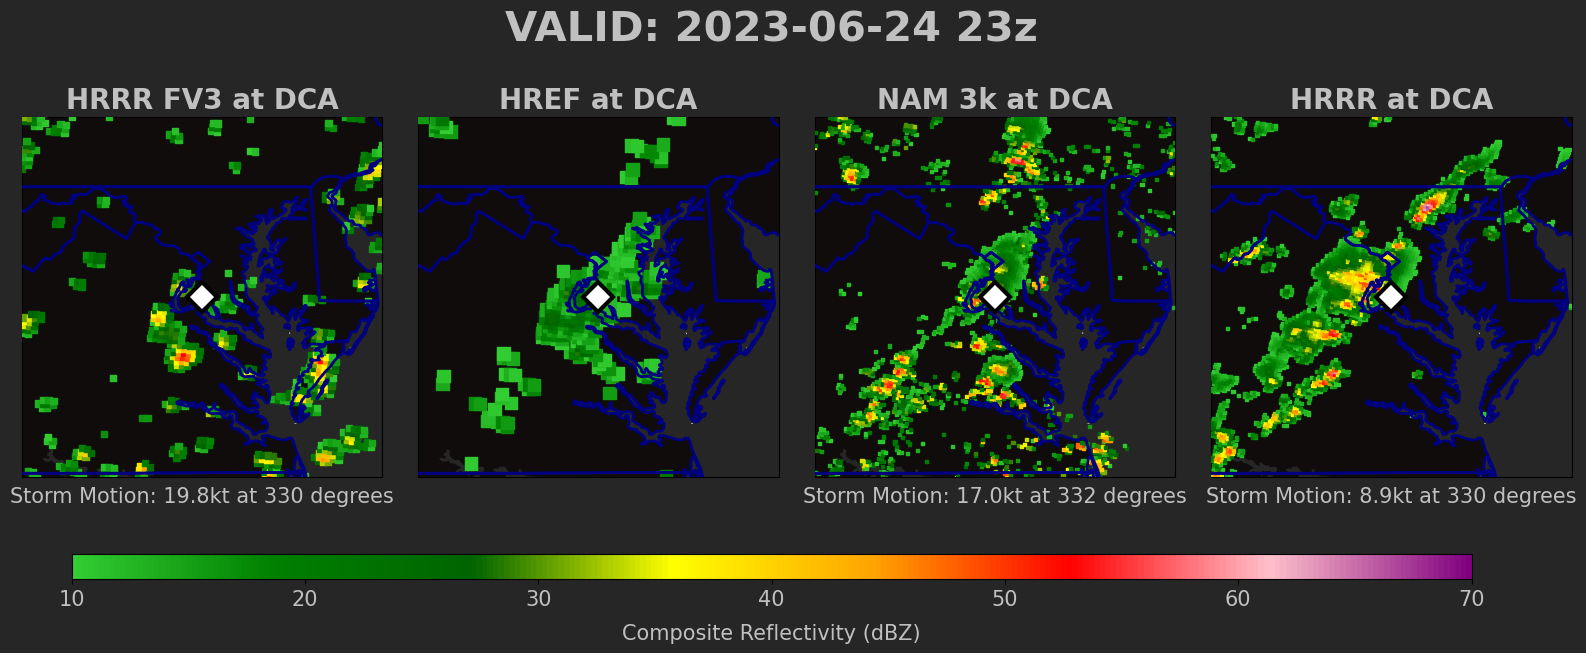 VALID: 2023-06-24 23z
HRRR FV3 at DCA
HREF at DCA
NAM 3k at DCA
HRRR at DCA
Storm Motion: 19.8kt at 330 degrees
Storm Motion: 17.0kt at 332 degrees
Storm Motion: 8.9kt at 330 degrees
10 20 30 40 50 60 70
Composite Reflectivity (dBZ)